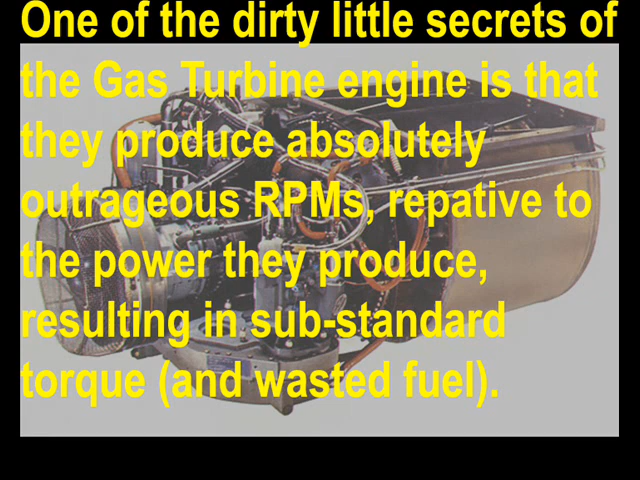 One of the dirty little secrets of
the Gas Turbine engine is that
they produce absolutely
outrageous RPMs, repative to
the power they produce,
resulting in sub-standard
torque (and wasted fuel).